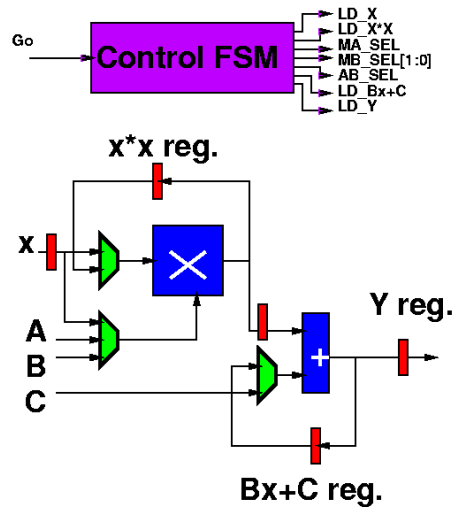 Go
Control FSM
LD_X
LD_X*X
MA_SEL
MB_SEL[1:0]
AB_SEL
LD_Bx+C
LD_Y
x*x reg.
x
A
B
C
+
Y reg.
Bx+C reg.